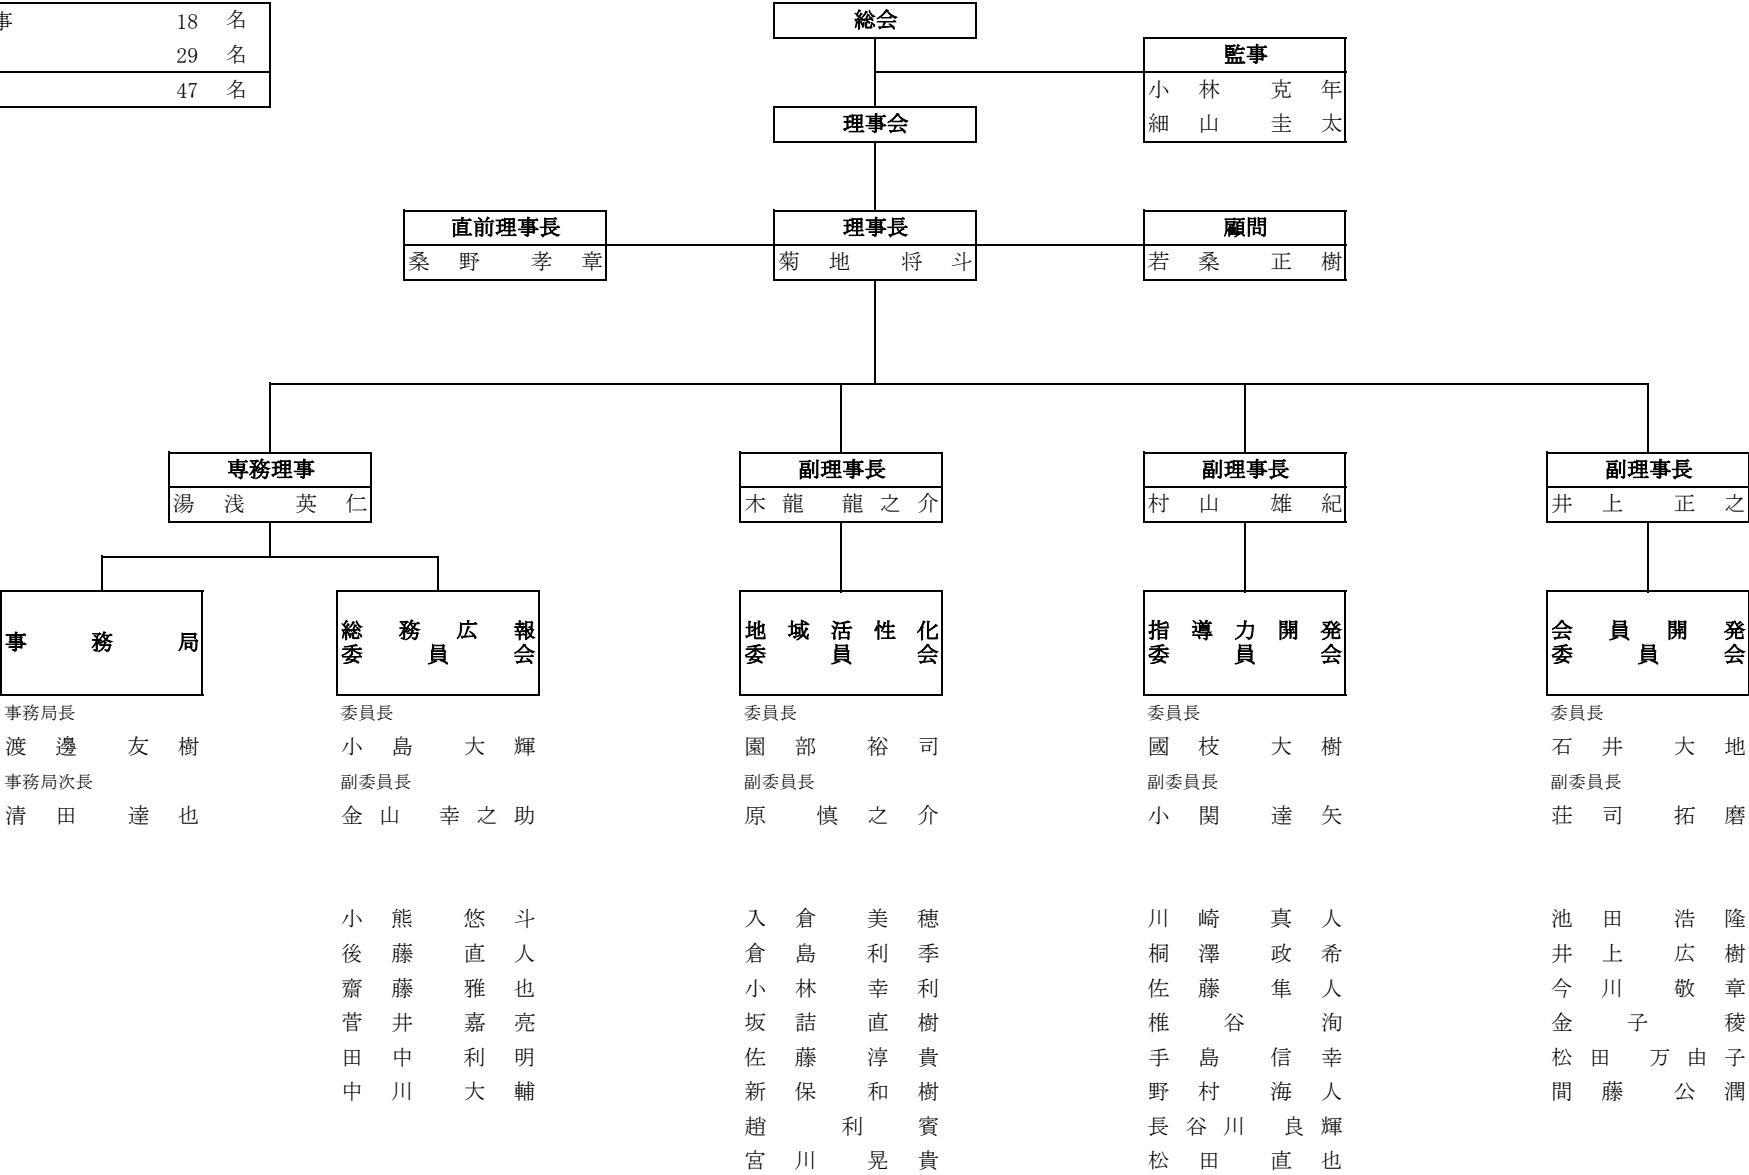 事 18 名
29 名
47 名
総会
監事
小林 克年
細山 圭太
理事会
直前理事長
桑野 孝章
理事長
菊地 将斗
顧問
若桑 正樹
専務理事
湯浅 英仁
副理事長
木龍 龍之介
副理事長
村山 雄紀
副理事長
井上 正之
事務局
事務局長
渡邊 友樹
事務局次長
清田 達也
総務広報
委員会
委員長
小島 大輝
副委員長
金山 幸之助
小熊 悠斗
後藤 直人
齋藤 雅也
菅井 嘉亮
田中 利明
中川 大輔
地域活性化
委員会
委員長
園部 裕司
副委員長
原 慎之介
入倉 美穂
倉島 利季
小林 幸利
坂詰 直樹
佐藤 淳貴
新保 和樹
趙 利賓
宮川 晃貴
指導力開発
委員会
委員長
國枝 大樹
副委員長
小関 達矢
川崎 真人
桐澤 政希
佐藤 隼人
椎谷 洵
手島 信幸
野村 海人
長谷川 良輝
松田 直也
会員開発
委員会
委員長
石井 大地
副委員長
荘司 拓磨
池田 浩隆
井上 広樹
今川 敬章
金子 稜
松田 万由子
間藤 公潤